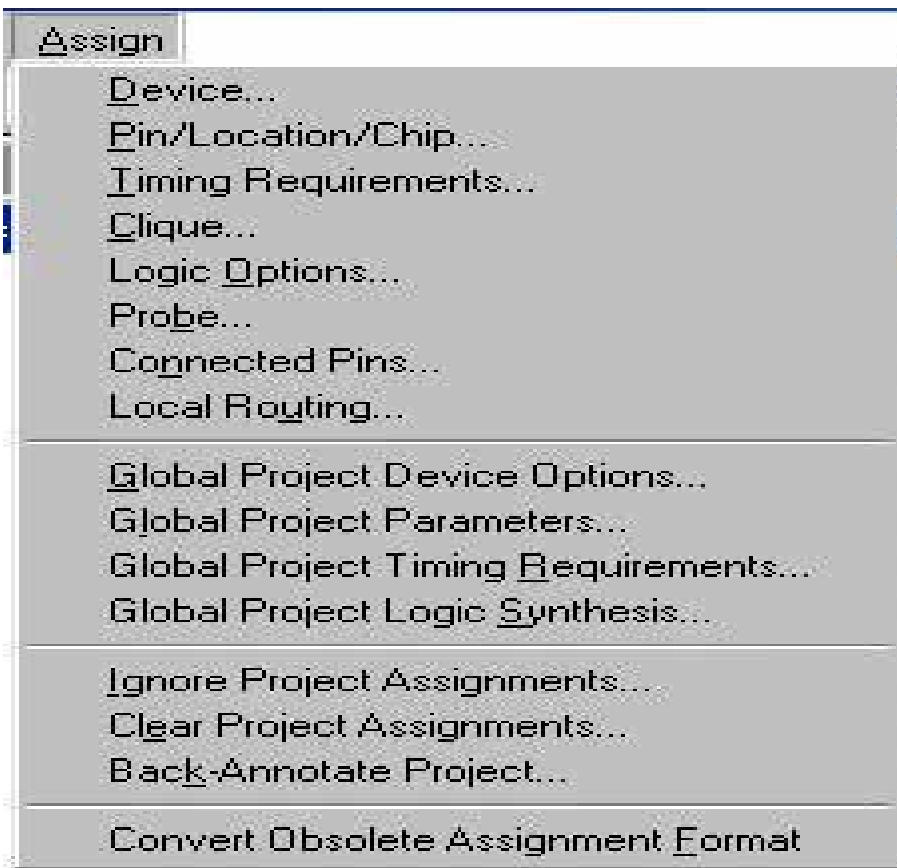 Assign
Device...
Pin/Location/Chip...
Timing Requirements...
Clique...
Logic Options...
Probe...
Connected Pins...
Local Routing...
Global Project Device Options...
Global Project Parameters...
Global Project Timing Requirements...
Global Project Logic Synthesis...
Ignore Project Assignments...
Clear Project Assignments...
Back-Annotate Project...
Convert Obsolete Assignment Format